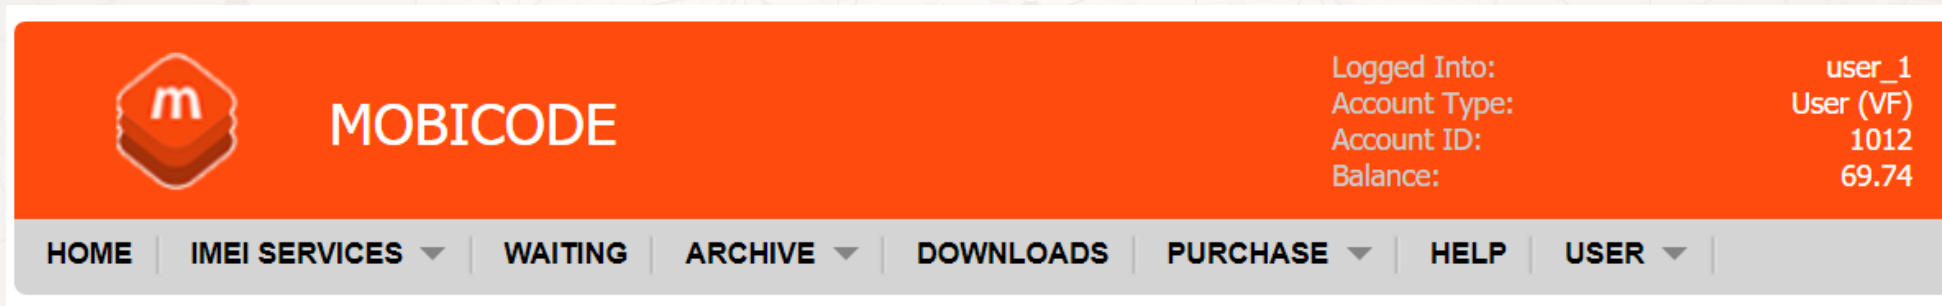 m
MOBICODE
Logged Into: user_1
Account Type: User (VF)
Account ID: 1012
Balance: 69.74
HOME IMEI SERVICES WAITING ARCHIVE DOWNLOADS PURCHASE HELP USER